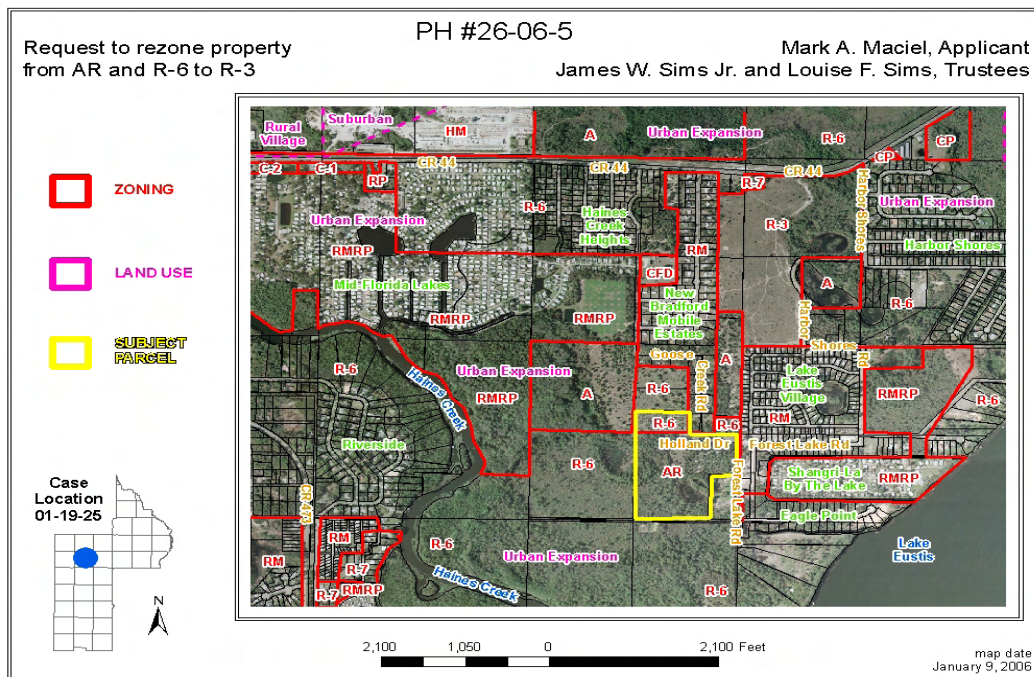 PH #26-06-5
Request to rezone property
from AR and R-6 to R-3
Mark A. Maciel, Applicant
James W. Sims Jr. and Louise F. Sims, Trustees
ZONING
LAND USE
SUBJECT
PARCEL
Case
Location
01-19-25
N
Rural
Village
Suburban
HM
A
Urban Expansion
R-6
CP
CP
C-2
C-1
RP
CR 44
CR 44
CR 44
R-7
Harbor Shores
Urban Expansion
Urban Expansion
R-6
Haines
Creek
Heights
R-3
RM
Harbor Shores
RMRP
CFD
A
Mid-Florida Lakes
New
Bradford
Mobile
Estates
R-6
RMRP
RMRP
Harbor
Shores
Rd
Goose
Creek Rd
R-6
Haines Creek
Urban Expansion
RMRP
A
R-6
A
Lake
Eustis
Village
RM
RMRP
R-6
R-6
R-6
Riverside
R-6
Holland Dr
Forest Lake Rd
AR
Forest Lake Rd
Shangri-La
By The Lake
RMRP
CR 473
Eagle Point
RM
RM
R-7
R-7
RMRP
R-6
Urban Expansion
Haines Creek
R-6
Lake
Eustis
2,100
1,050
0
2,100 Feet
map date
January 9, 2006